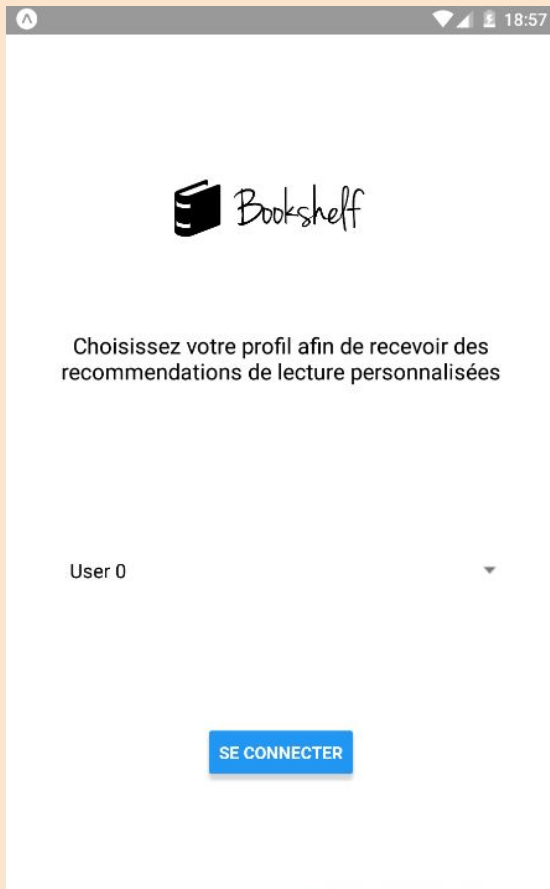 18:57
Bookshelf
Choisissez votre profil afin de recevoir des
recommendations de lecture personnalisées
User 0
SE CONNECTER